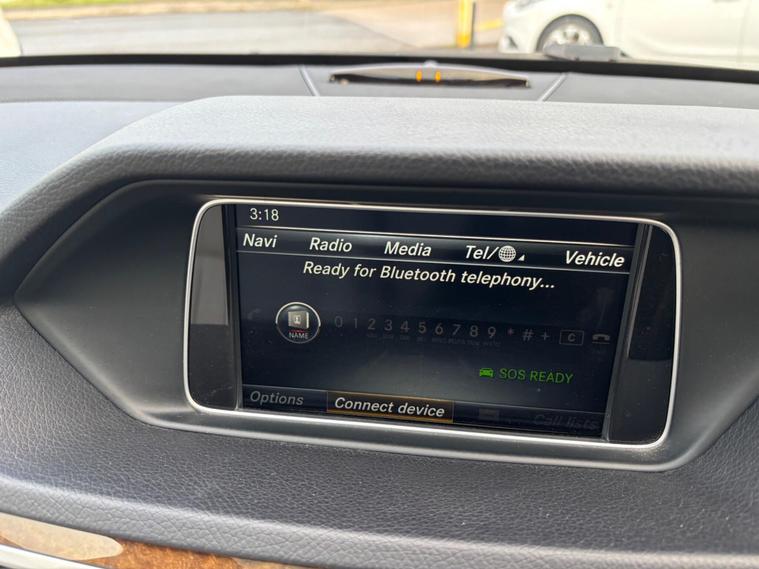 3:18
Navi Radio Media Tel/ Vehicle
Ready for Bluetooth telephony...
NAME 0 1 2 3 4 5 6 7 8 9 * # + C
SOS READY
Options Connect device Call lists